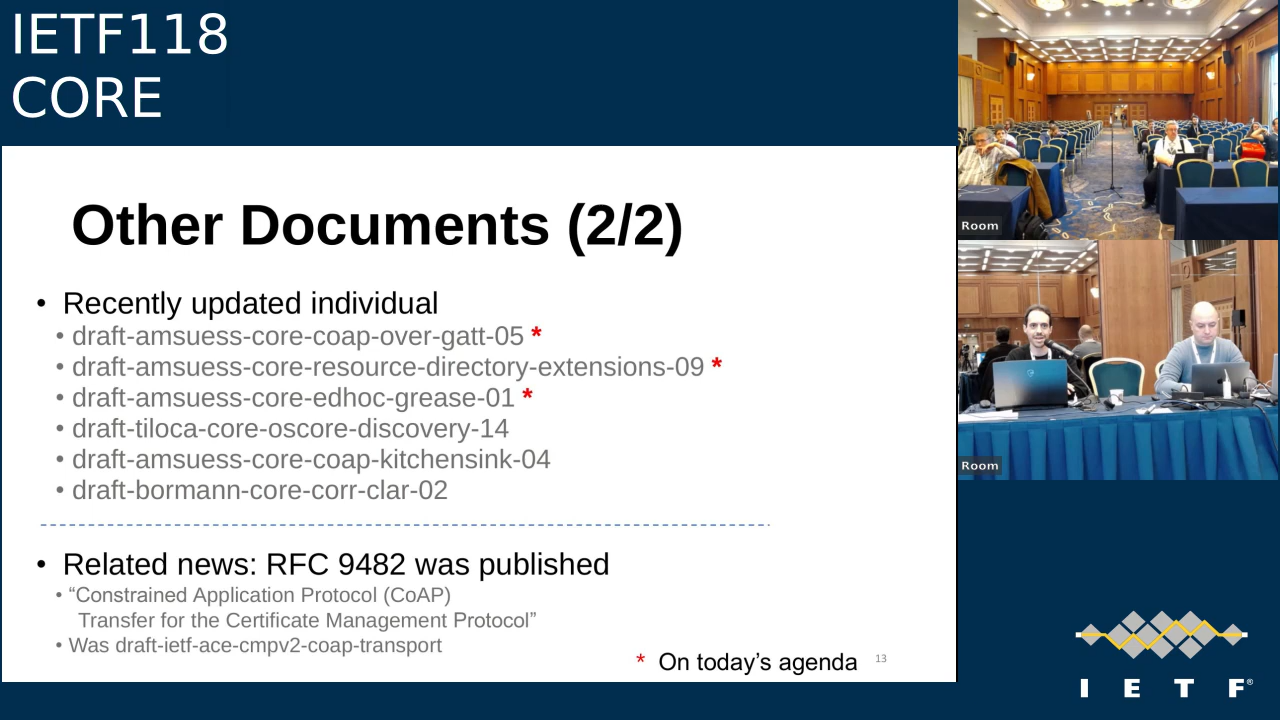 IETF118
CORE
Other Documents (2/2)
• Recently updated individual
• draft-amsuess-core-coap-over-gatt-05 *
• draft-amsuess-core-resource-directory-extensions-09 *
• draft-amsuess-core-edhoc-grease-01 *
• draft-tiloca-core-oscore-discovery-14
• draft-amsuess-core-coap-kitchensink-04
• draft-bormann-core-corr-clar-02
• Related news: RFC 9482 was published
• “Constrained Application Protocol (CoAP)
Transfer for the Certificate Management Protocol”
• Was draft-ietf-ace-cmpv2-coap-transport
* On today’s agenda
13
Room
Room
I E T F®